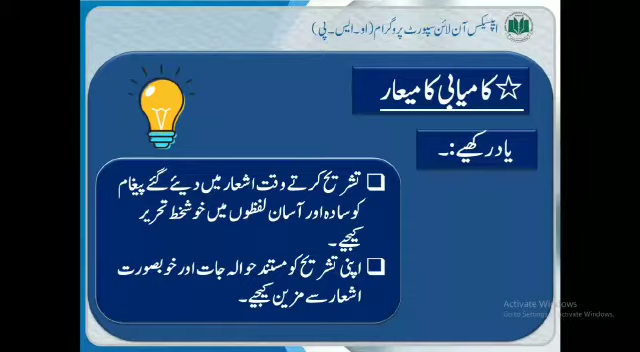 اپسیکس آن لائن سپورٹ پروگرام (او۔ایس۔پی)
☆ کامیابی کا میعار
یاد رکھیے:۔
❑ تشریح کرتے وقت اشعار میں دیئے گئے پیغام
کو سادہ اور آسان لفظوں میں خوشخط تحریر
کیجیے۔
❑ اپنی تشریح کو مستند حوالہ جات اور خوبصورت
اشعار سے مزین کیجیے۔
Activate Windows
Go to Settings to activate Windows.